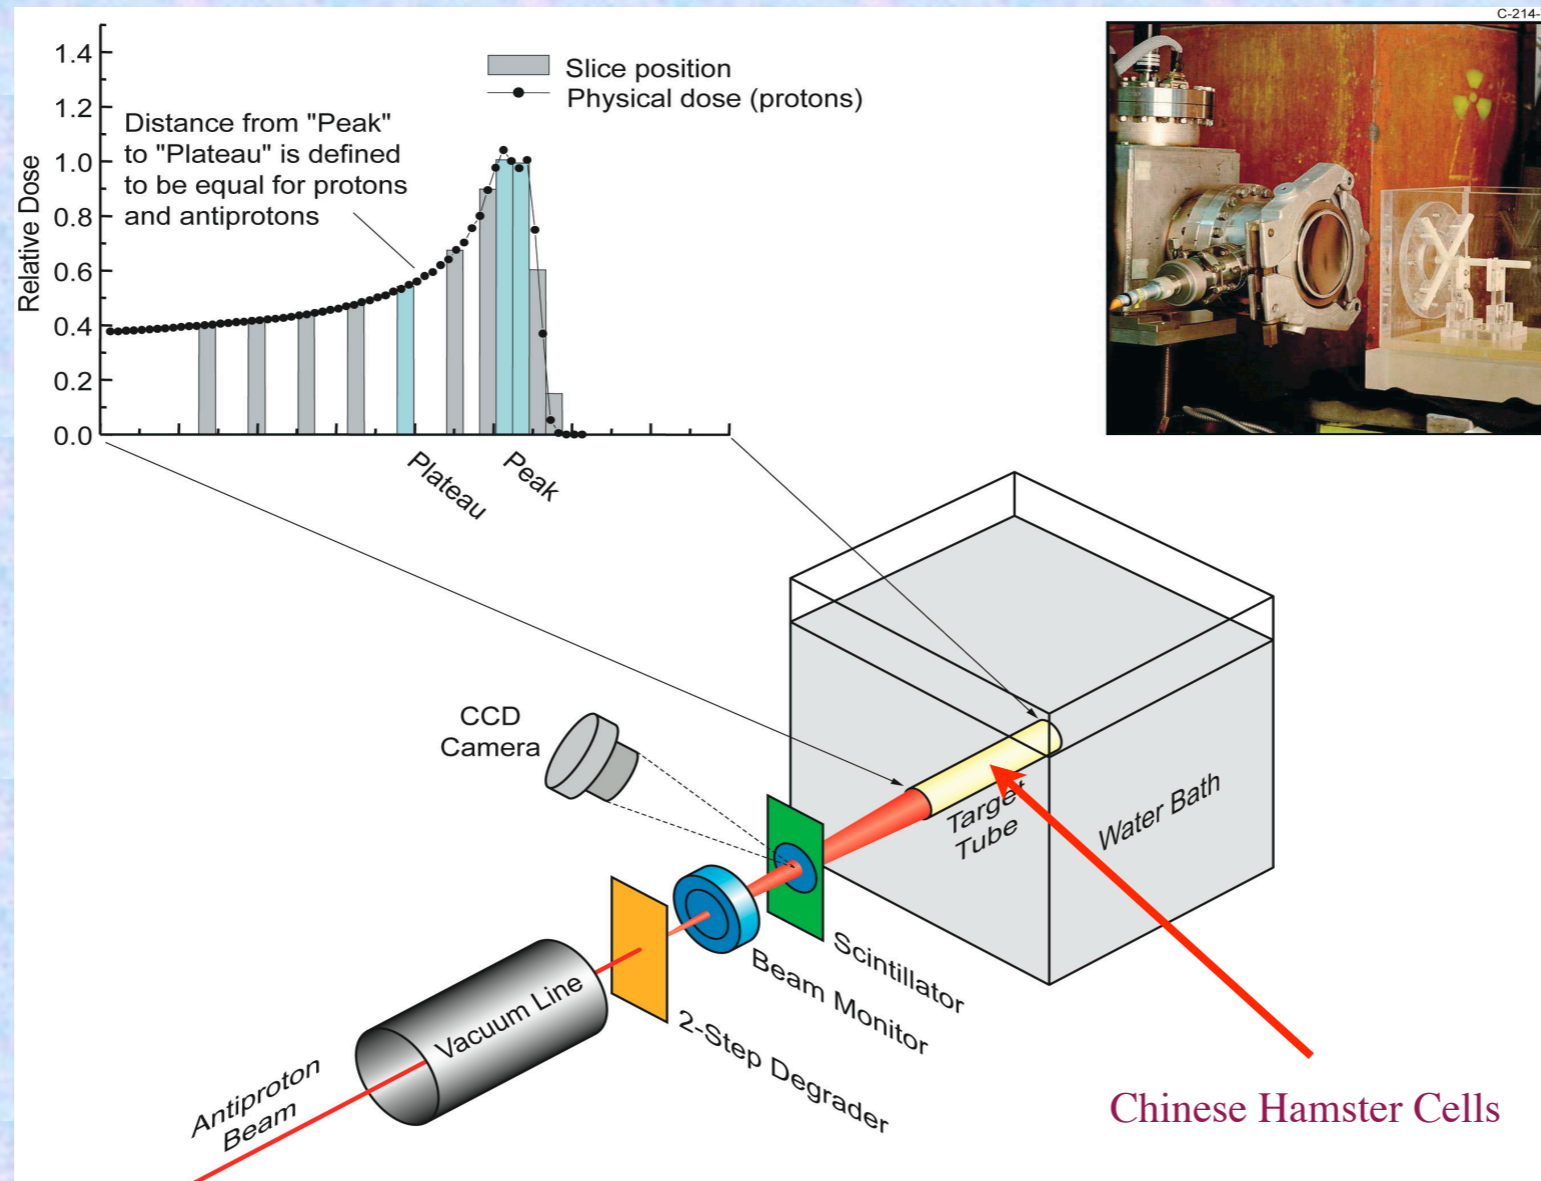 C-214-
1.4
1.2
1.0
0.8
0.6
0.4
0.2
0.0
Relative Dose
Slice position
Physical dose (protons)
Distance from "Peak"
to "Plateau" is defined
to be equal for protons
and antiprotons
Plateau
Peak
CCD
Camera
Target
Tube
Water Bath
Scintillator
Beam Monitor
2-Step Degrader
Vacuum Line
Antiproton
Beam
Chinese Hamster Cells